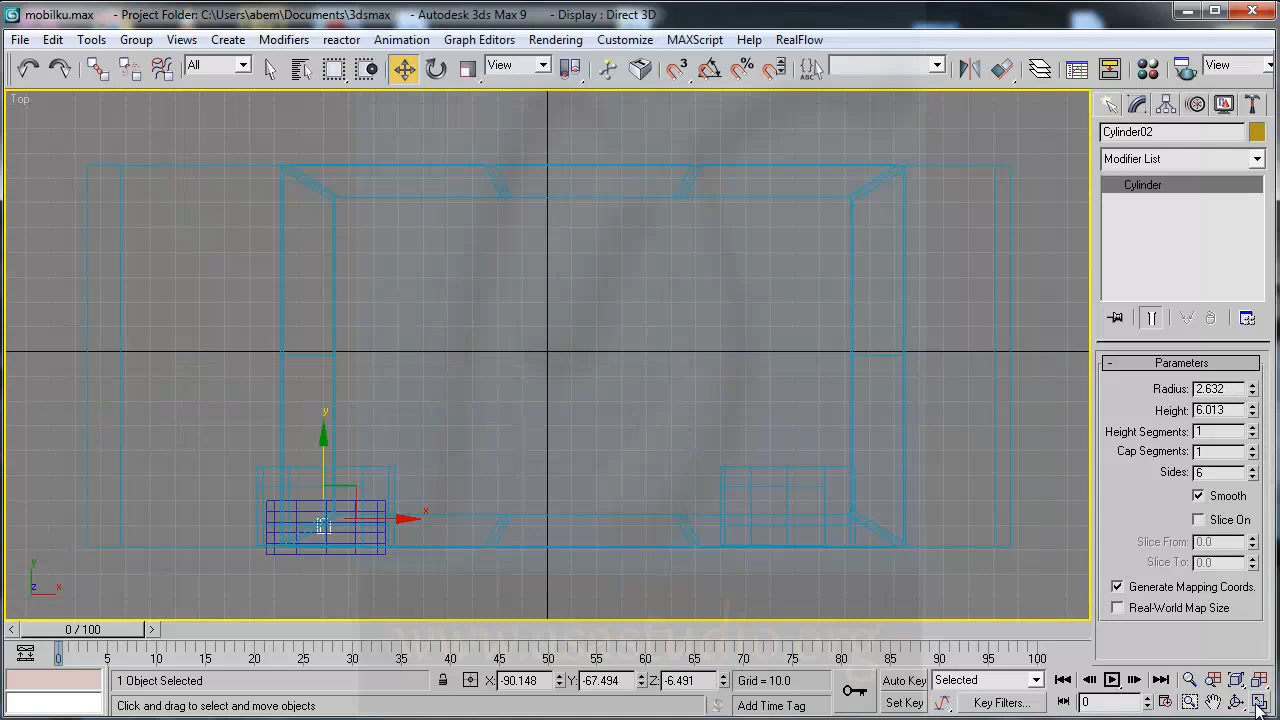 mobilku.max - Project Folder: C:\Users\abem\Documents\3dsmax - Autodesk 3ds Max 9 - Display : Direct 3D
File Edit Tools Group Views Create Modifiers reactor Animation Graph Editors Rendering Customize MAXScript Help RealFlow
All View 3 % ABC View
Top
Cylinder02
Modifier List
Cylinder
- Parameters
Radius: 2.632
Height: 6.013
Height Segments: 1
Cap Segments: 1
Sides: 6
Smooth
Slice On
Slice From: 0.0
Slice To: 0.0
Generate Mapping Coords.
Real-World Map Size
y
x
y
z x
< 0 / 100 >
0 5 10 15 20 25 30 35 40 45 50 55 60 65 70 75 80 85 90 95 100
1 Object Selected X: -90.148 Y: -67.494 Z: -6.491 Grid = 10.0 Auto Key Selected
Click and drag to select and move objects Add Time Tag Set Key Key Filters... 0